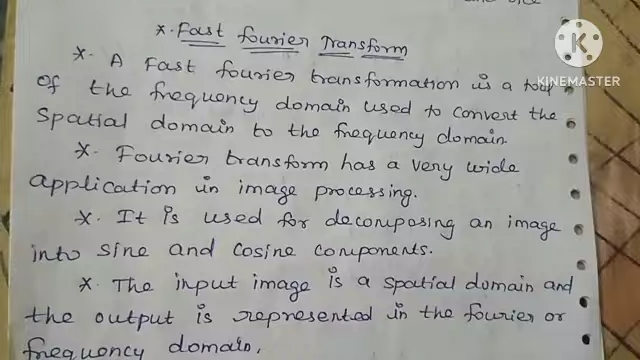 *. Fast Fourier Transform
*. A Fast fourier transformation is a tool
of the frequency domain used to convert the
spatial domain to the frequency domain.
*. Fourier transform has a very wide
application in image processing.
*. It is used for decomposing an image
into sine and cosine components.
*. The input image is a spatial domain and
the output is represented in the fourier or
frequency domain.
KINEMASTER